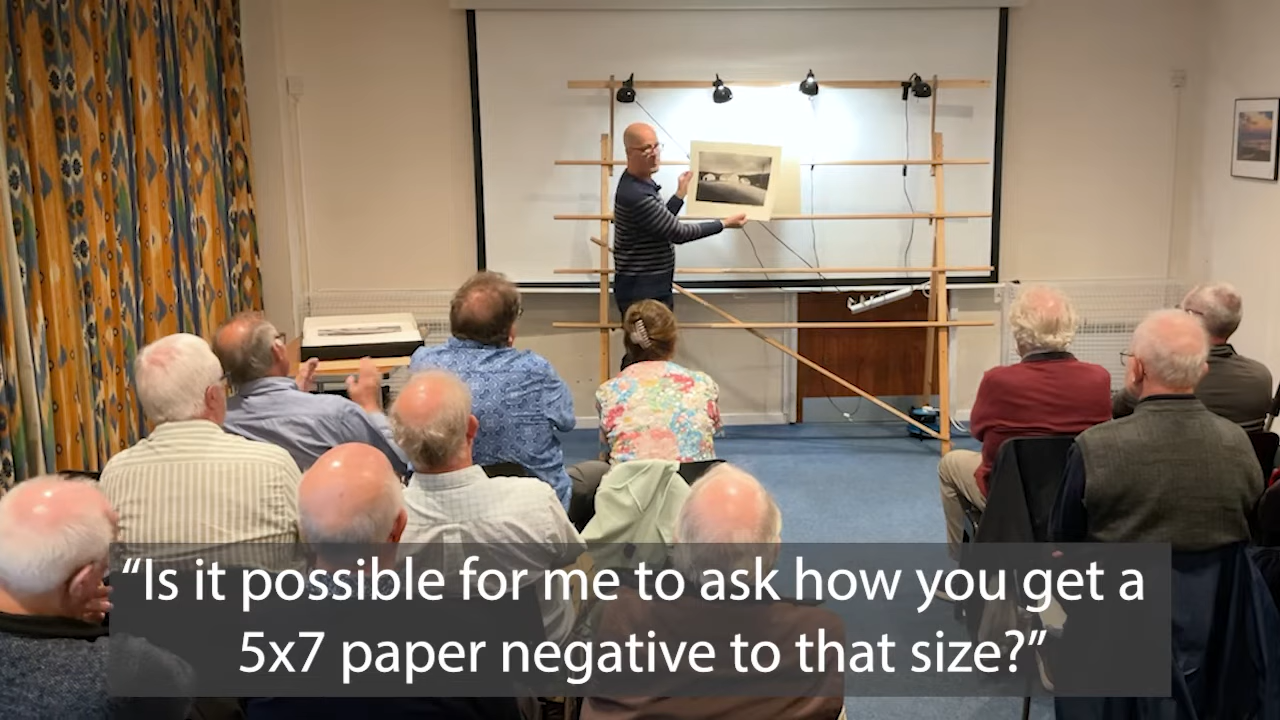 “Is it possible for me to ask how you get a
5x7 paper negative to that size?”